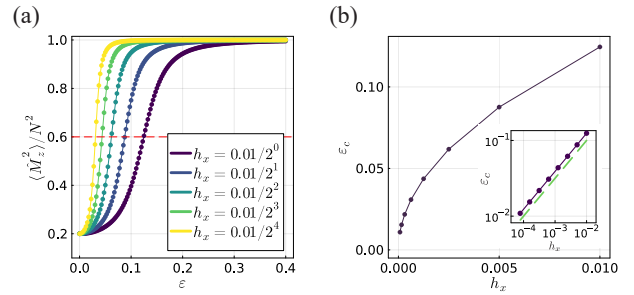 (a)
⟨M̂_z^2⟩/N^2
1.0
0.8
0.6
0.4
0.2
h_x = 0.01/2^0
h_x = 0.01/2^1
h_x = 0.01/2^2
h_x = 0.01/2^3
h_x = 0.01/2^4
0.0 0.1 0.2 0.3 0.4
ε
(b)
ε_c
0.10
0.05
0.00
ε_c
10^{-1}
10^{-2}
10^{-4} 10^{-3} 10^{-2}
h_x
0.000 0.005 0.010
h_x